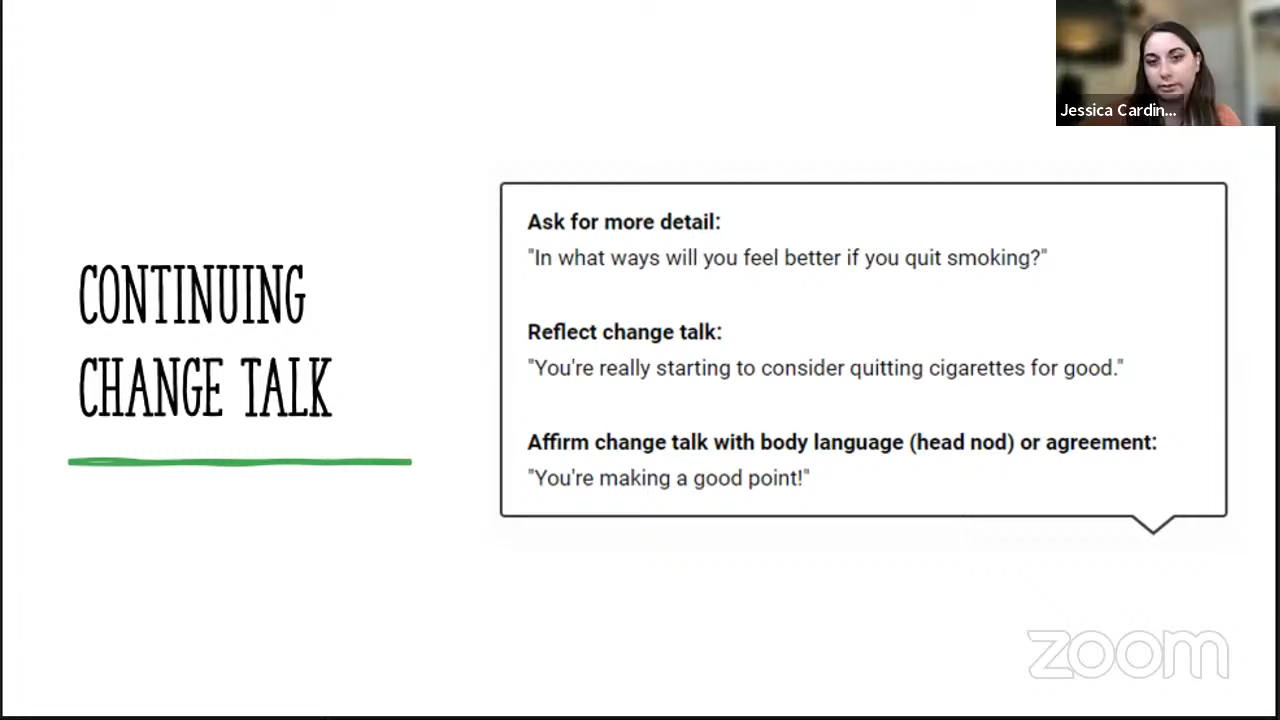 Jessica Cardin...
CONTINUING
CHANGE TALK
Ask for more detail:
"In what ways will you feel better if you quit smoking?"
Reflect change talk:
"You're really starting to consider quitting cigarettes for good."
Affirm change talk with body language (head nod) or agreement:
"You're making a good point!"
zoom